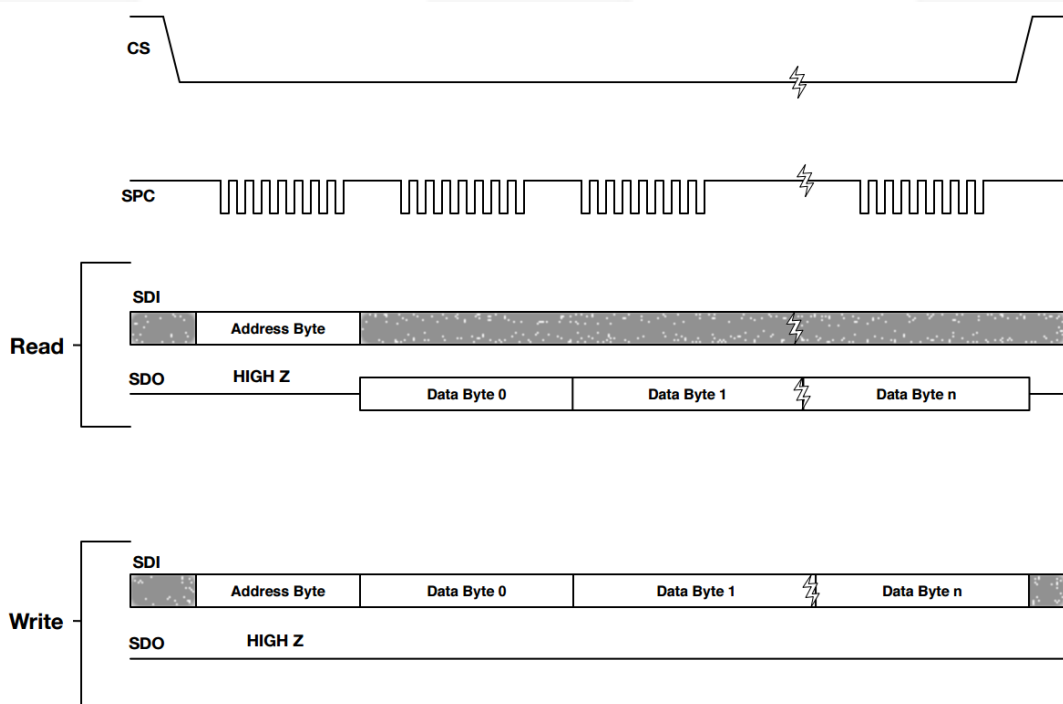 CS
SPC
SDI
Address Byte
Read
SDO HIGH Z Data Byte 0 Data Byte 1 Data Byte n
SDI
Address Byte Data Byte 0 Data Byte 1 Data Byte n
Write
SDO HIGH Z